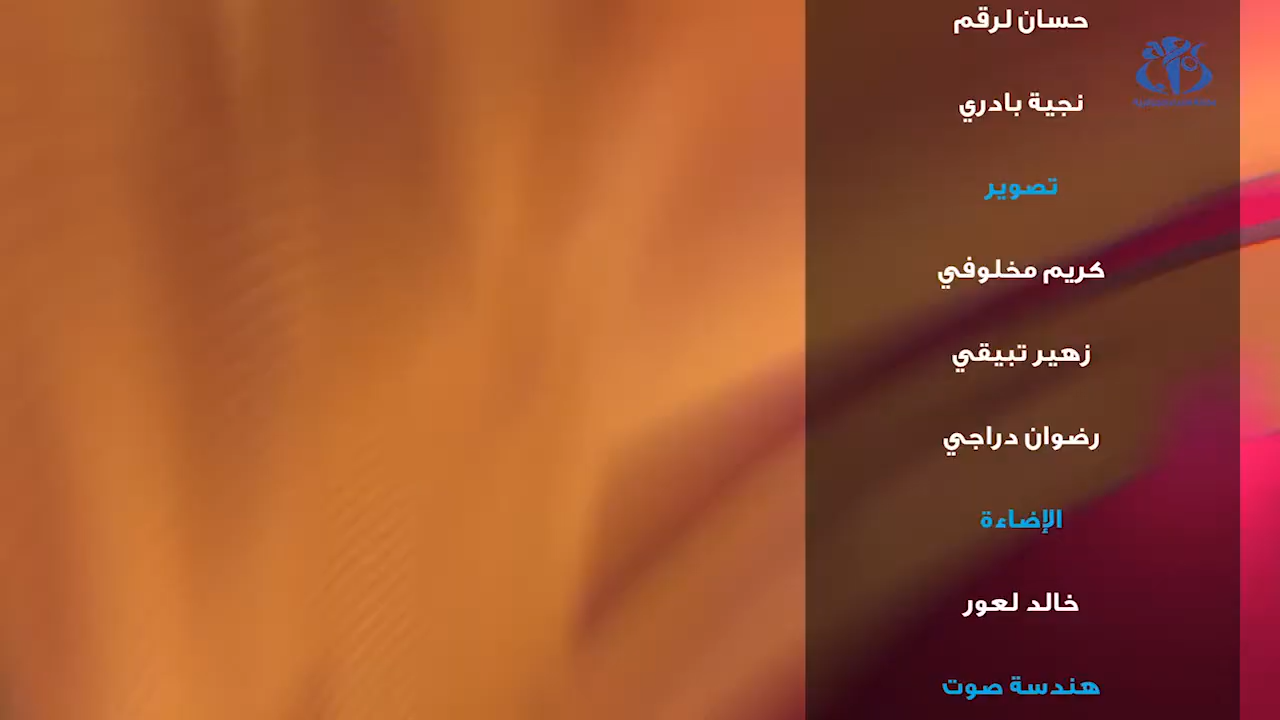 حسان لرقم
نجية بادري
تصوير
كريم مخلوفي
زهير تبيقي
رضوان دراجي
الإضاءة
خالد لعور
هندسة صوت